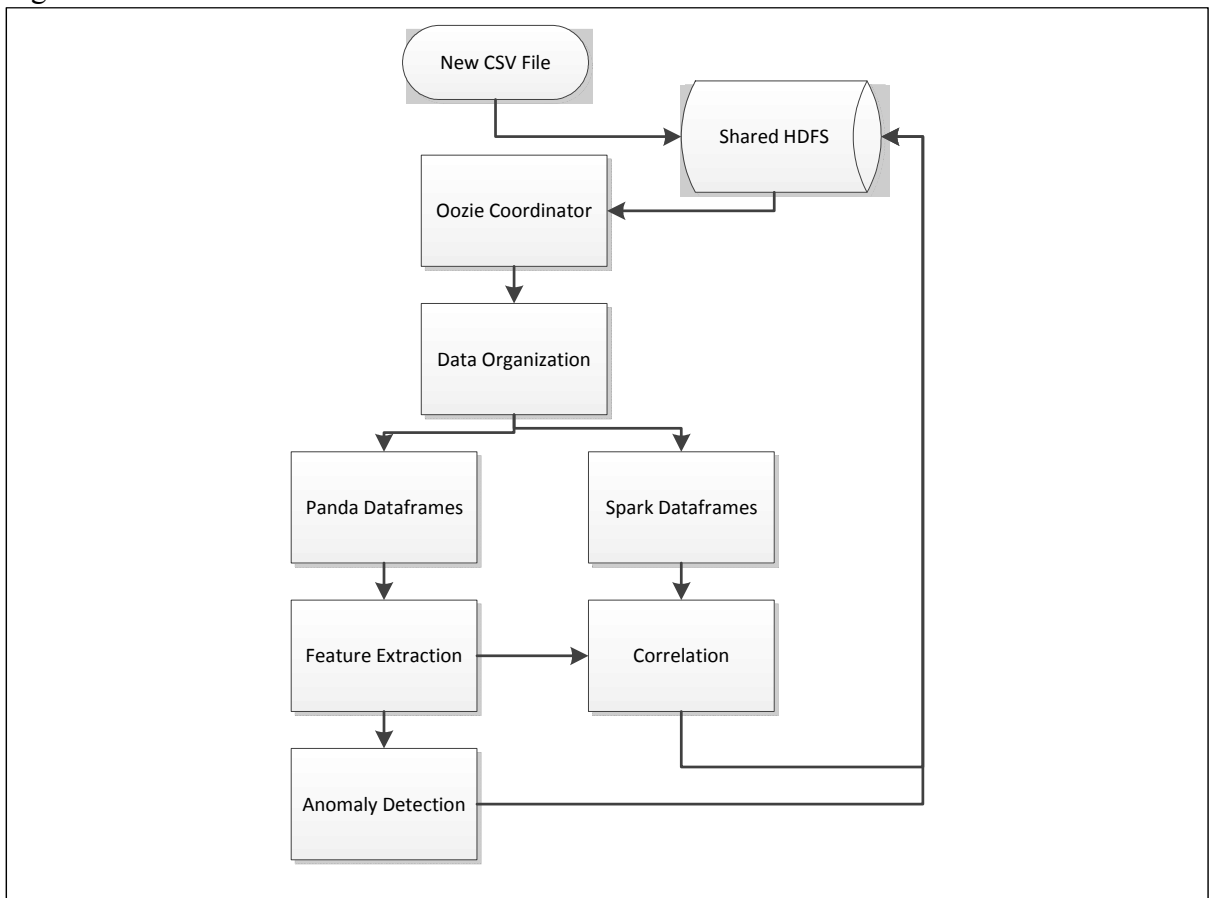 New CSV File
Shared HDFS
Oozie Coordinator
Data Organization
Panda Dataframes
Spark Dataframes
Feature Extraction
Correlation
Anomaly Detection